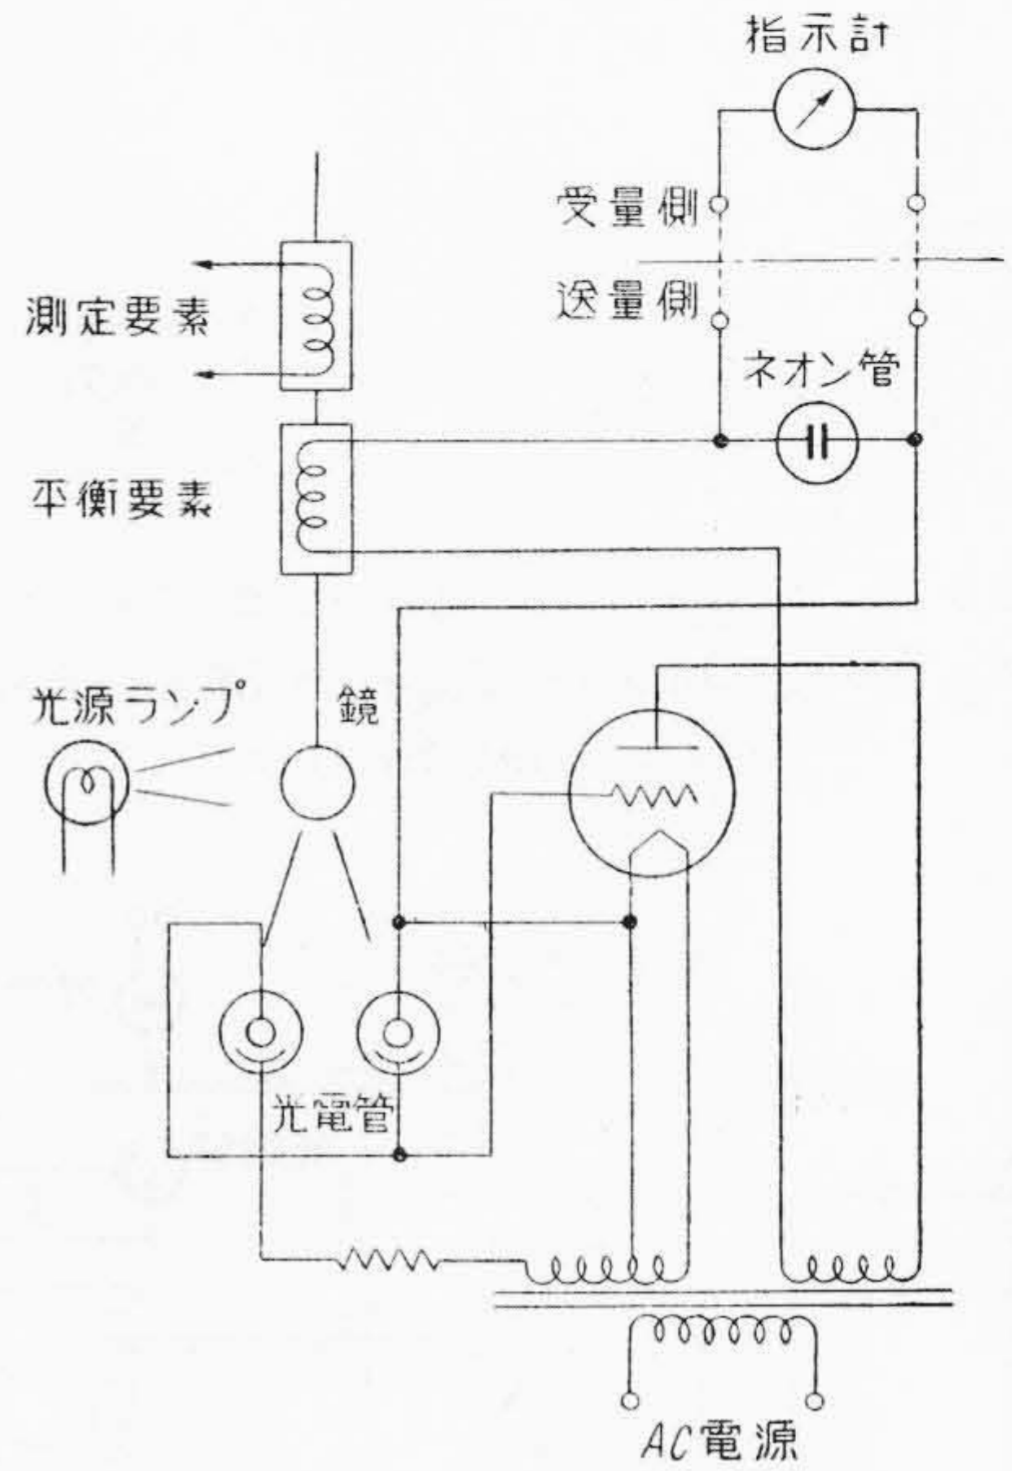 指示計
受量側
測定要素
送量側
ネオン管
平衡要素
光源ランプ
鏡
光電管
AC電源